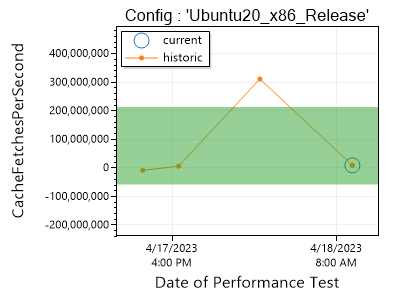 Config : 'Ubuntu20_x86_Release'
current
historic
CacheFetchesPerSecond
400,000,000
300,000,000
200,000,000
100,000,000
0
-100,000,000
-200,000,000
4/17/2023
4:00 PM
4/18/2023
8:00 AM
Date of Performance Test